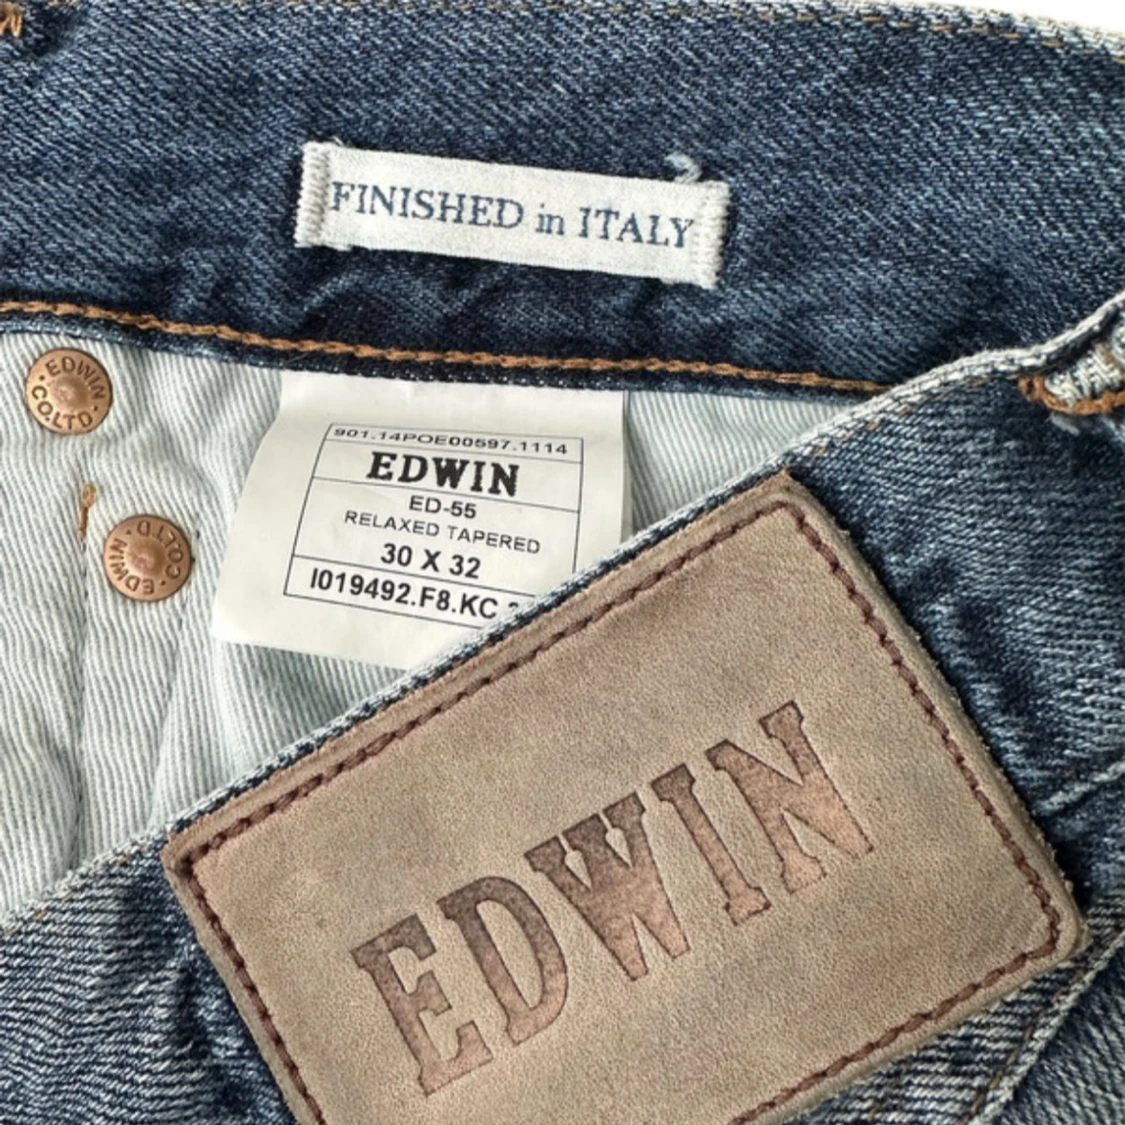 FINISHED in ITALY
EDWIN
CO.LTD.
901.14POE00597.1114
EDWIN
ED-55
RELAXED TAPERED
30 X 32
I019492.F8.KC
EDWIN
CO.LTD.
EDWIN